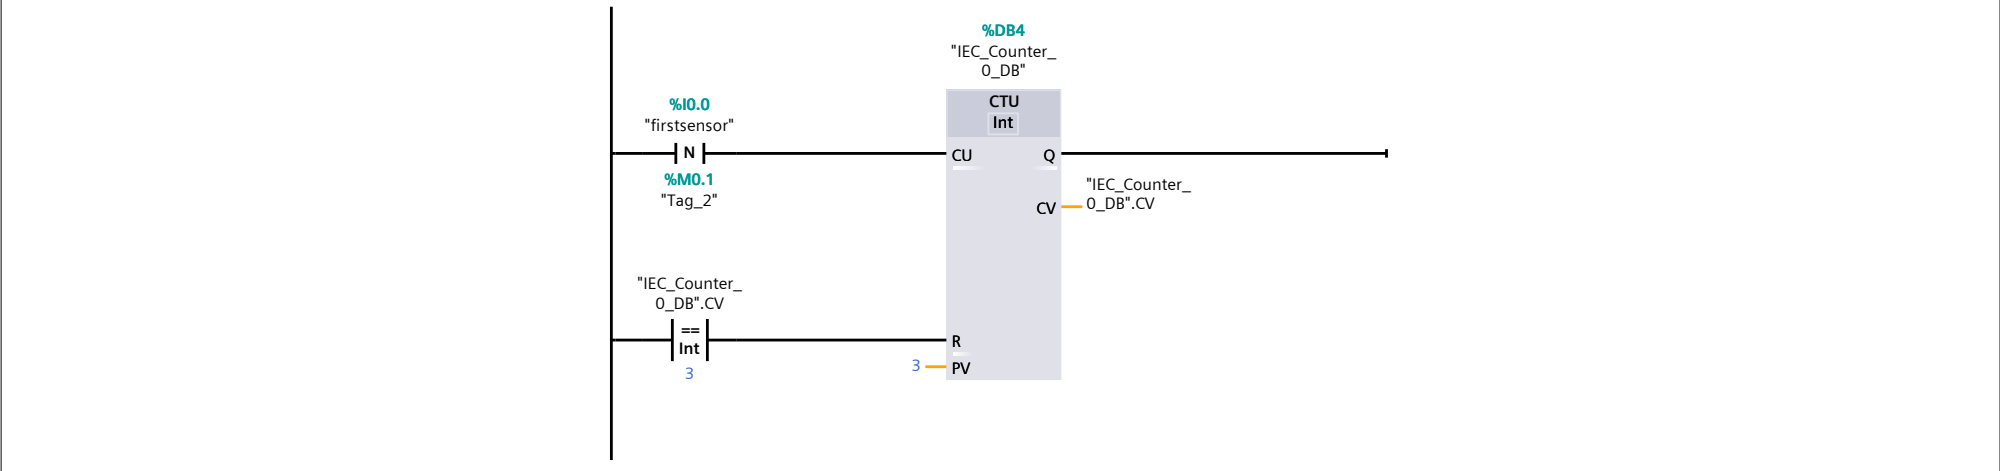 %DB4
"IEC_Counter_
0_DB"
CTU
Int
%I0.0
"firstsensor"
N
%M0.1
"Tag_2"
CU
Q
CV
"IEC_Counter_
0_DB".CV
"IEC_Counter_
0_DB".CV
==
Int
3
R
3
PV